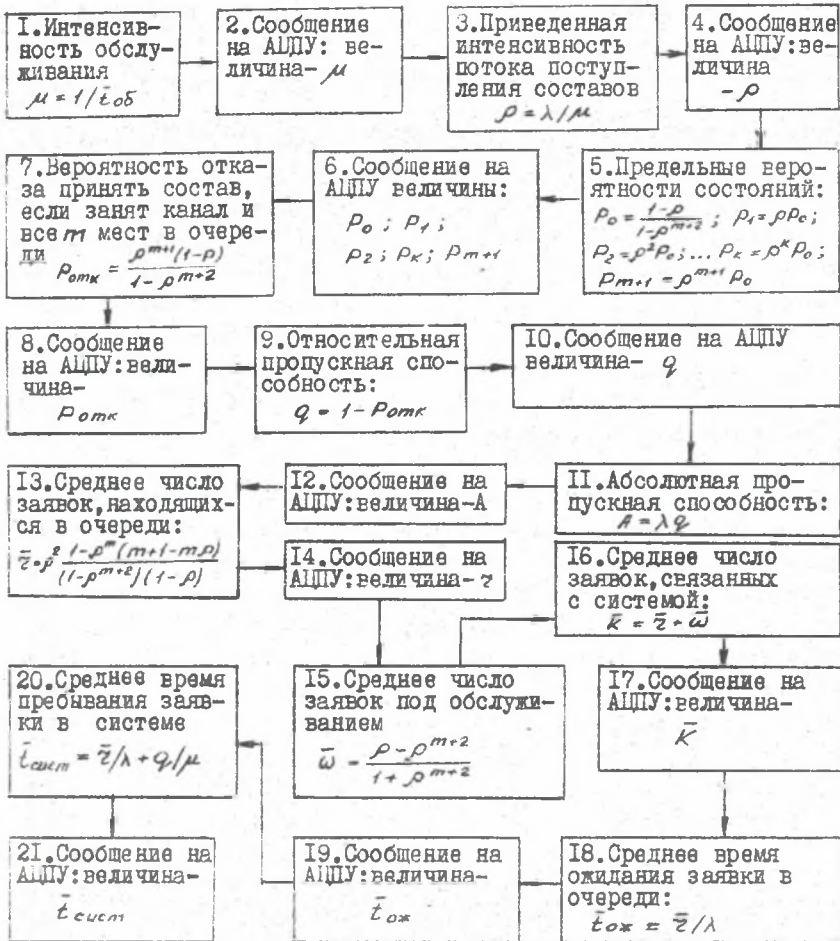 1.Интенсив-
ность обслу-
живания
μ = 1/t̄об
2.Сообщение
на АЦПУ: ве-
личина- μ
3.Приведенная
интенсивность
потока поступ-
ления составов
ρ = λ/μ
4.Сообщение
на АЦПУ:ве-
личина
- ρ
5.Предельные веро-
ятности состояний:
P₀ = (1-ρ)/(1-ρ^(m+2)); P₁=ρP₀;
P₂=ρ²P₀;... Pₖ = ρᵏP₀;
Pm+1 = ρ^(m+1) P₀
6.Сообщение на
АЦПУ величины:
P₀ ; P₁ ;
P₂; Pк; Pm+1
7.Вероятность отка-
за принять состав,
если занят канал и
все m мест в очере-
ди
Pотк = ρ^(m+1)(1-ρ)/(1-ρ^(m+2))
8.Сообщение
на АЦПУ:вели-
чина-
Pотк
9.Относительная
пропускная спо-
собность:
q = 1-Pотк
10.Сообщение на АЦПУ
величина- q
11.Абсолютная про-
пускная способность:
A = λq
12.Сообщение на
АЦПУ:величина-А
13.Среднее число
заявок,находящих-
ся в очереди:
r̄=ρ² (1-ρ^m(m+1-mρ))/((1-ρ^(m+2))(1-ρ))
14.Сообщение на
АЦПУ:величина- r
15.Среднее число
заявок под обслужи-
ванием
ω̄ = (ρ-ρ^(m+2))/(1+ρ^(m+2))
16.Среднее число
заявок,связанных
с системой:
k̄ = r̄ + ω̄
17.Сообщение на
АЦПУ:величина-
K̄
18.Среднее время
ожидания заявки в
очереди:
t̄ож = r̄/λ
19.Сообщение на
АЦПУ:величина-
t̄ож
20.Среднее время
пребывания заяв-
ки в системе
t̄сист = r̄/λ + q/μ
21.Сообщение на
АЦПУ:величина-
t̄сист